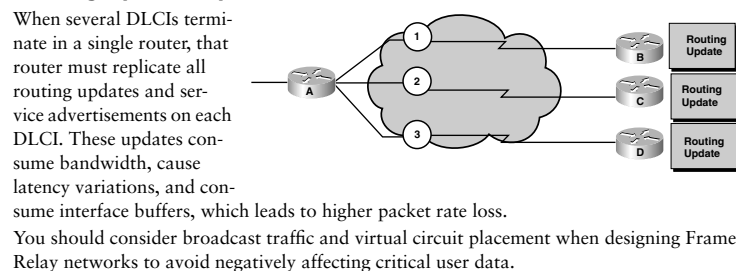 When several DLCIs termi-
nate in a single router, that
router must replicate all
routing updates and ser-
vice advertisements on each
DLCI. These updates con-
sume bandwidth, cause
latency variations, and con-
sume interface buffers, which leads to higher packet rate loss.
You should consider broadcast traffic and virtual circuit placement when designing Frame
Relay networks to avoid negatively affecting critical user data.
A
1
2
3
B
C
D
Routing
Update
Routing
Update
Routing
Update